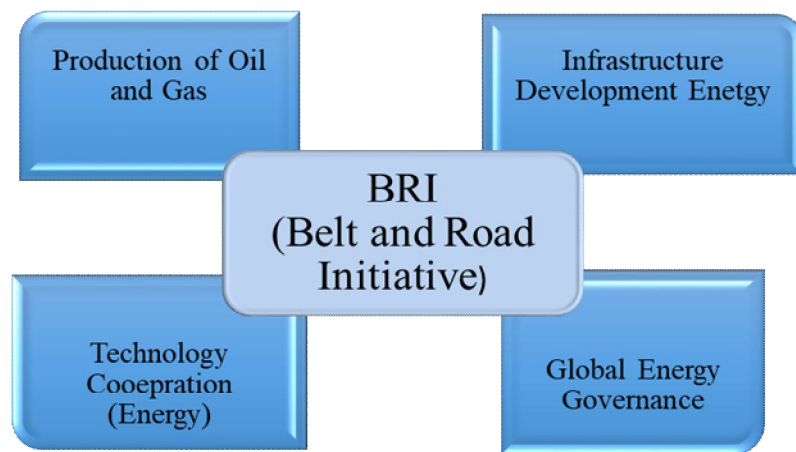 Production of Oil
and Gas
Infrastructure
Development Enetgy
BRI
(Belt and Road
Initiative)
Technology
Cooepration
(Energy)
Global Energy
Governance